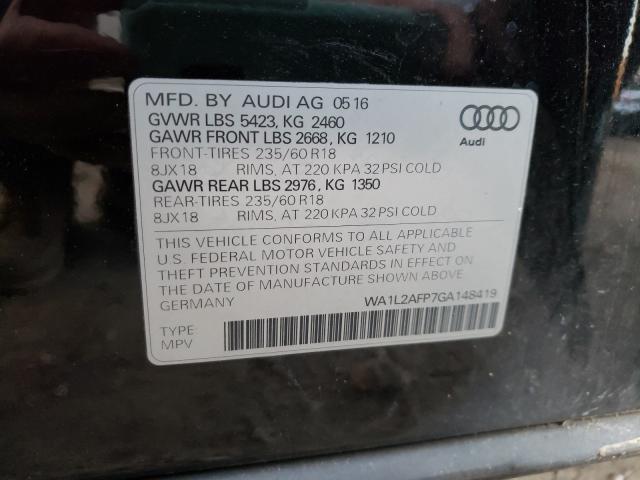 MFD. BY AUDI AG 05 16
GVWR LBS 5423, KG 2460
GAWR FRONT LBS 2668, KG 1210
FRONT-TIRES 235/60 R18
8JX18 RIMS, AT 220 KPA 32 PSI COLD
GAWR REAR LBS 2976, KG 1350
REAR-TIRES 235/60 R18
8JX18 RIMS, AT 220 KPA 32 PSI COLD
Audi
THIS VEHICLE CONFORMS TO ALL APPLICABLE
U.S. FEDERAL MOTOR VEHICLE SAFETY AND
THEFT PREVENTION STANDARDS IN EFFECT ON
THE DATE OF MANUFACTURE SHOWN ABOVE.
GERMANY
WA1L2AFP7GA148419
TYPE:
MPV